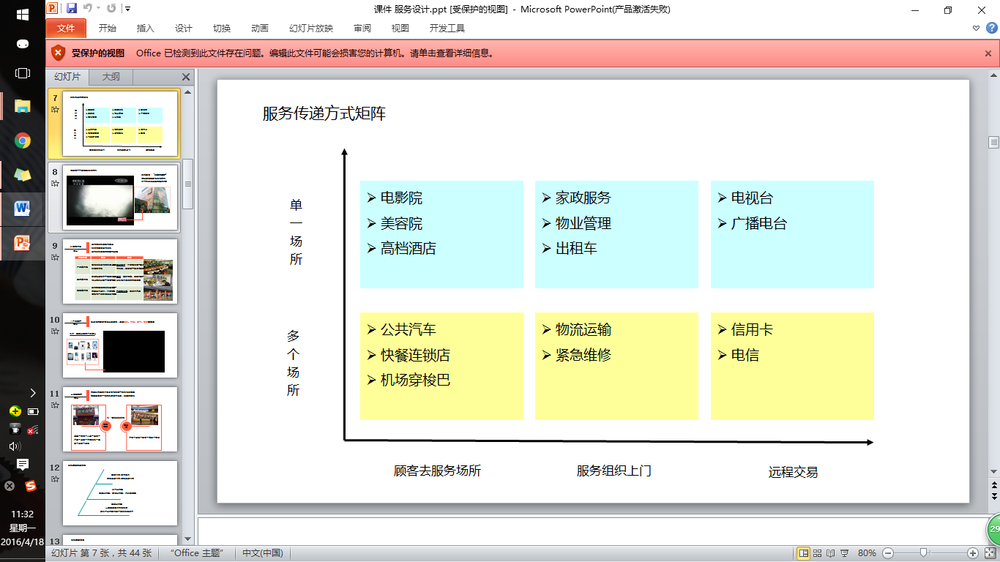 课件 服务设计.ppt [受保护的视图] - Microsoft PowerPoint(产品激活失败)
文件 开始 插入 设计 切换 动画 幻灯片放映 审阅 视图 开发工具
受保护的视图 Office 已检测到此文件存在问题。编辑此文件可能会损害您的计算机。请单击查看详细信息。
幻灯片 大纲
7
8
9
10
11
12
13
服务传递方式矩阵
单一场所
电影院
美容院
高档酒店
家政服务
物业管理
出租车
电视台
广播电台
多个场所
公共汽车
快餐连锁店
机场穿梭巴
物流运输
紧急维修
信用卡
电信
顾客去服务场所
服务组织上门
远程交易
11:32
星期一
2016/4/18
29
幻灯片 第 7 张，共 44 张 “Office 主题” 中文(中国) 80%